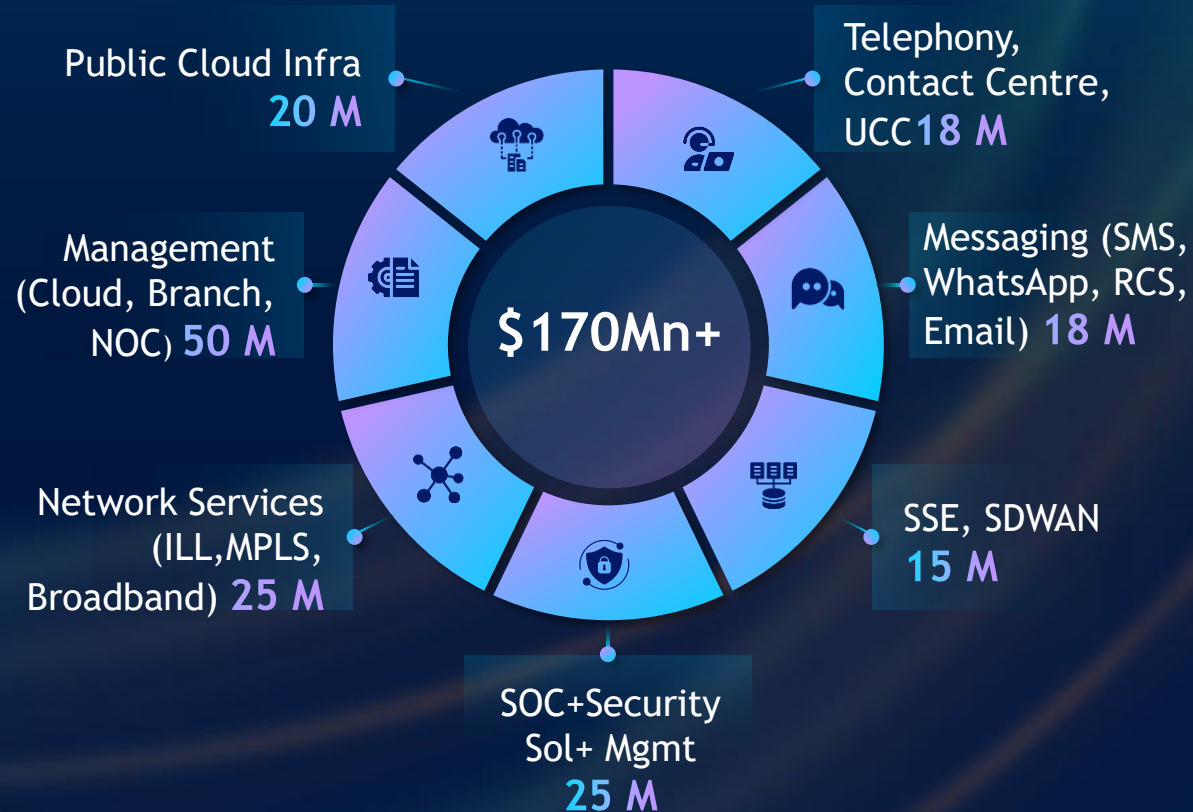 Public Cloud Infra
20 M
Telephony,
Contact Centre,
UCC18 M
Management
(Cloud, Branch,
NOC) 50 M
Messaging (SMS,
WhatsApp, RCS,
Email) 18 M
$170Mn+
Network Services
(ILL,MPLS,
Broadband) 25 M
SSE, SDWAN
15 M
SOC+Security
Sol+ Mgmt
25 M